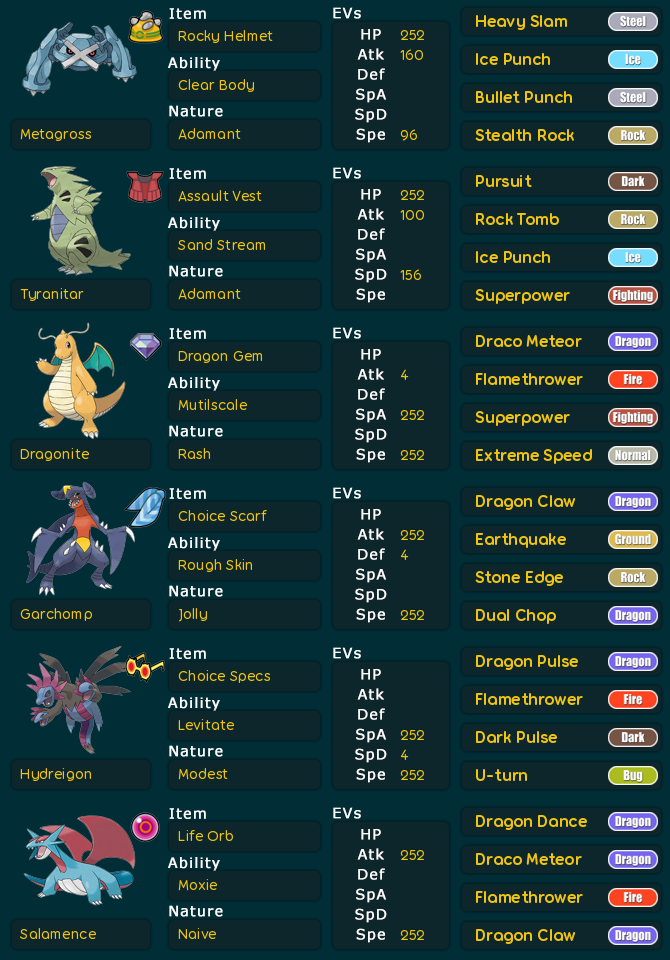 Item
Rocky Helmet
Ability
Clear Body
Nature
Adamant
Metagross
EVs
HP 252
Atk 160
Def
SpA
SpD
Spe 96
Heavy Slam Steel
Ice Punch Ice
Bullet Punch Steel
Stealth Rock Rock
Item
Assault Vest
Ability
Sand Stream
Nature
Adamant
Tyranitar
EVs
HP 252
Atk 100
Def
SpA
SpD 156
Spe
Pursuit Dark
Rock Tomb Rock
Ice Punch Ice
Superpower Fighting
Item
Dragon Gem
Ability
Mutilscale
Nature
Rash
Dragonite
EVs
HP
Atk 4
Def
SpA 252
SpD
Spe 252
Draco Meteor Dragon
Flamethrower Fire
Superpower Fighting
Extreme Speed Normal
Item
Choice Scarf
Ability
Rough Skin
Nature
Jolly
Garchomp
EVs
HP
Atk 252
Def 4
SpA
SpD
Spe 252
Dragon Claw Dragon
Earthquake Ground
Stone Edge Rock
Dual Chop Dragon
Item
Choice Specs
Ability
Levitate
Nature
Modest
Hydreigon
EVs
HP
Atk
Def
SpA 252
SpD 4
Spe 252
Dragon Pulse Dragon
Flamethrower Fire
Dark Pulse Dark
U-turn Bug
Item
Life Orb
Ability
Moxie
Nature
Naive
Salamence
EVs
HP
Atk 252
Def
SpA
SpD
Spe 252
Dragon Dance Dragon
Draco Meteor Dragon
Flamethrower Fire
Dragon Claw Dragon